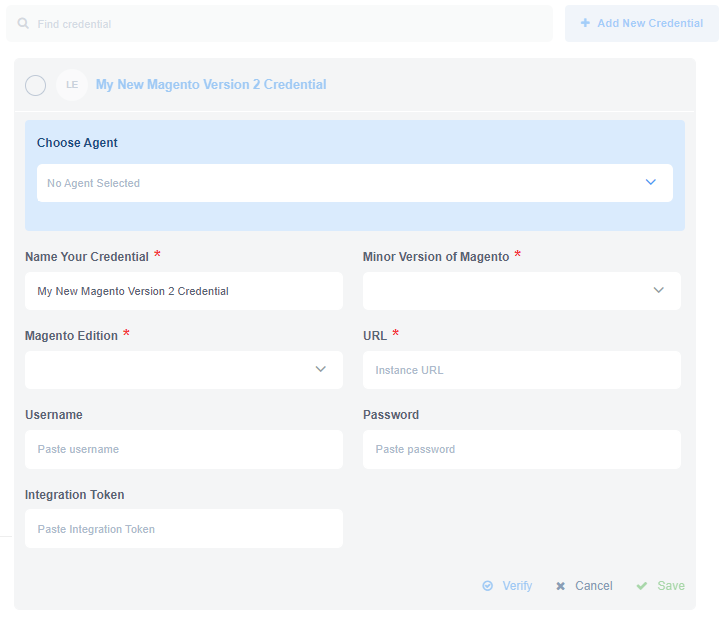 Find credential
+ Add New Credential
LE My New Magento Version 2 Credential
Choose Agent
No Agent Selected
Name Your Credential *
Minor Version of Magento *
My New Magento Version 2 Credential
Magento Edition *
URL *
Instance URL
Username
Password
Paste username
Paste password
Integration Token
Paste Integration Token
Verify
Cancel
Save